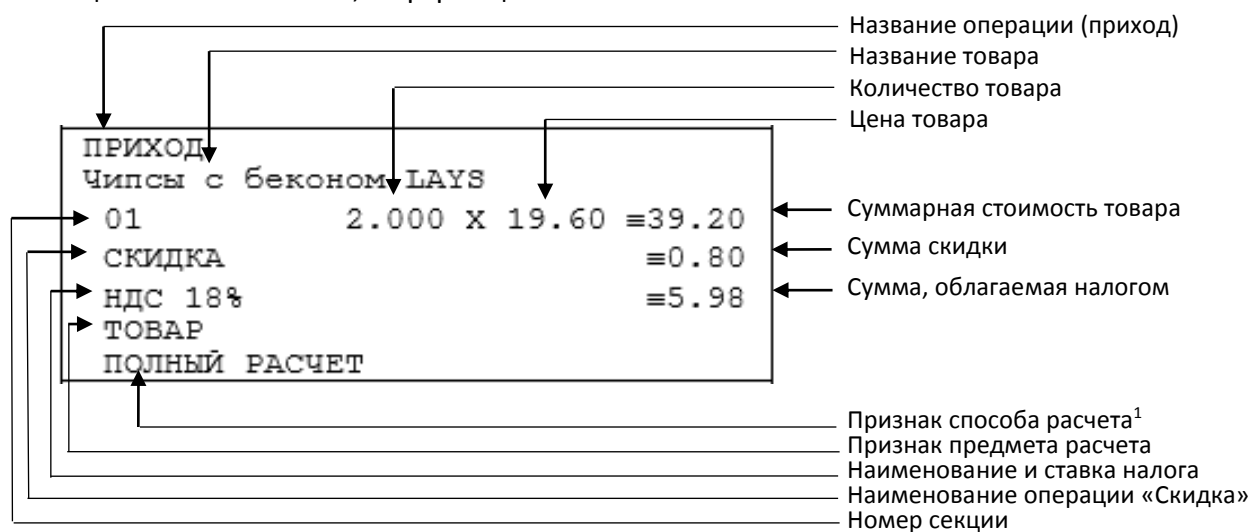 Название операции (приход)
Название товара
Количество товара
Цена товара
ПРИХОД
Чипсы с беконом LAYS
01 2.000 X 19.60 ≡39.20
СКИДКА ≡0.80
НДС 18% ≡5.98
ТОВАР
ПОЛНЫЙ РАСЧЕТ
Суммарная стоимость товара
Сумма скидки
Сумма, облагаемая налогом
Признак способа расчета¹
Признак предмета расчета
Наименование и ставка налога
Наименование операции «Скидка»
Номер секции